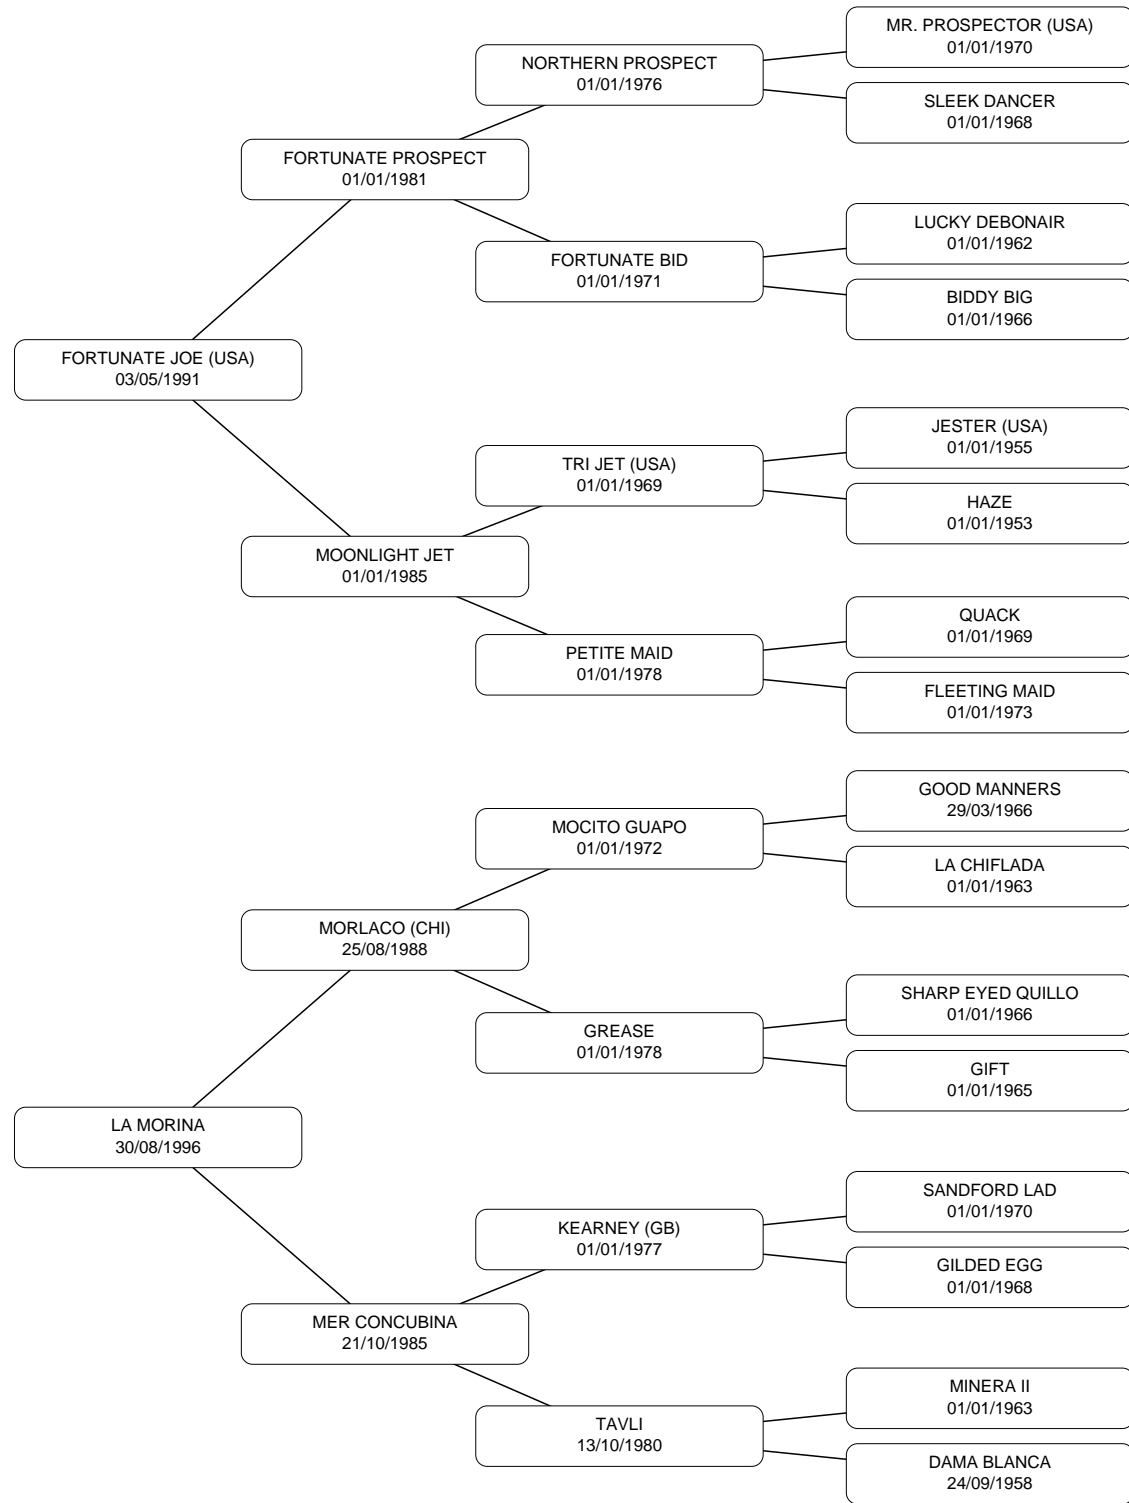 MR. PROSPECTOR (USA)
01/01/1970
NORTHERN PROSPECT
01/01/1976
SLEEK DANCER
01/01/1968
FORTUNATE PROSPECT
01/01/1981
LUCKY DEBONAIR
01/01/1962
FORTUNATE BID
01/01/1971
BIDDY BIG
01/01/1966
FORTUNATE JOE (USA)
03/05/1991
JESTER (USA)
01/01/1955
TRI JET (USA)
01/01/1969
HAZE
01/01/1953
MOONLIGHT JET
01/01/1985
QUACK
01/01/1969
PETITE MAID
01/01/1978
FLEETING MAID
01/01/1973
GOOD MANNERS
29/03/1966
MOCITO GUAPO
01/01/1972
LA CHIFLADA
01/01/1963
MORLACO (CHI)
25/08/1988
SHARP EYED QUILLO
01/01/1966
GREASE
01/01/1978
GIFT
01/01/1965
LA MORINA
30/08/1996
SANDFORD LAD
01/01/1970
KEARNEY (GB)
01/01/1977
GILDED EGG
01/01/1968
MER CONCUBINA
21/10/1985
MINERA II
01/01/1963
TAVLI
13/10/1980
DAMA BLANCA
24/09/1958